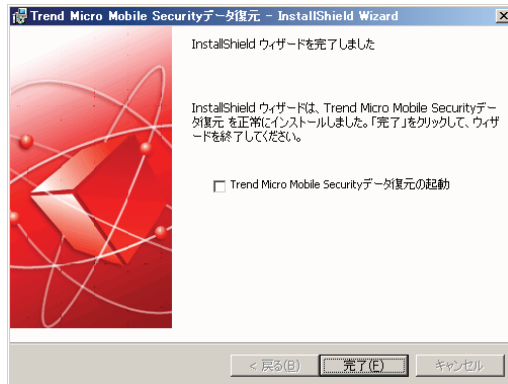 Trend Micro Mobile Securityデータ復元 - InstallShield Wizard
InstallShield ウィザードを完了しました
InstallShield ウィザードは、Trend Micro Mobile Securityデー
タ復元 を正常にインストールしました。「完了」をクリックして、ウィザ
ードを終了してください。
Trend Micro Mobile Securityデータ復元の起動
< 戻る(B)
完了(F)
キャンセル